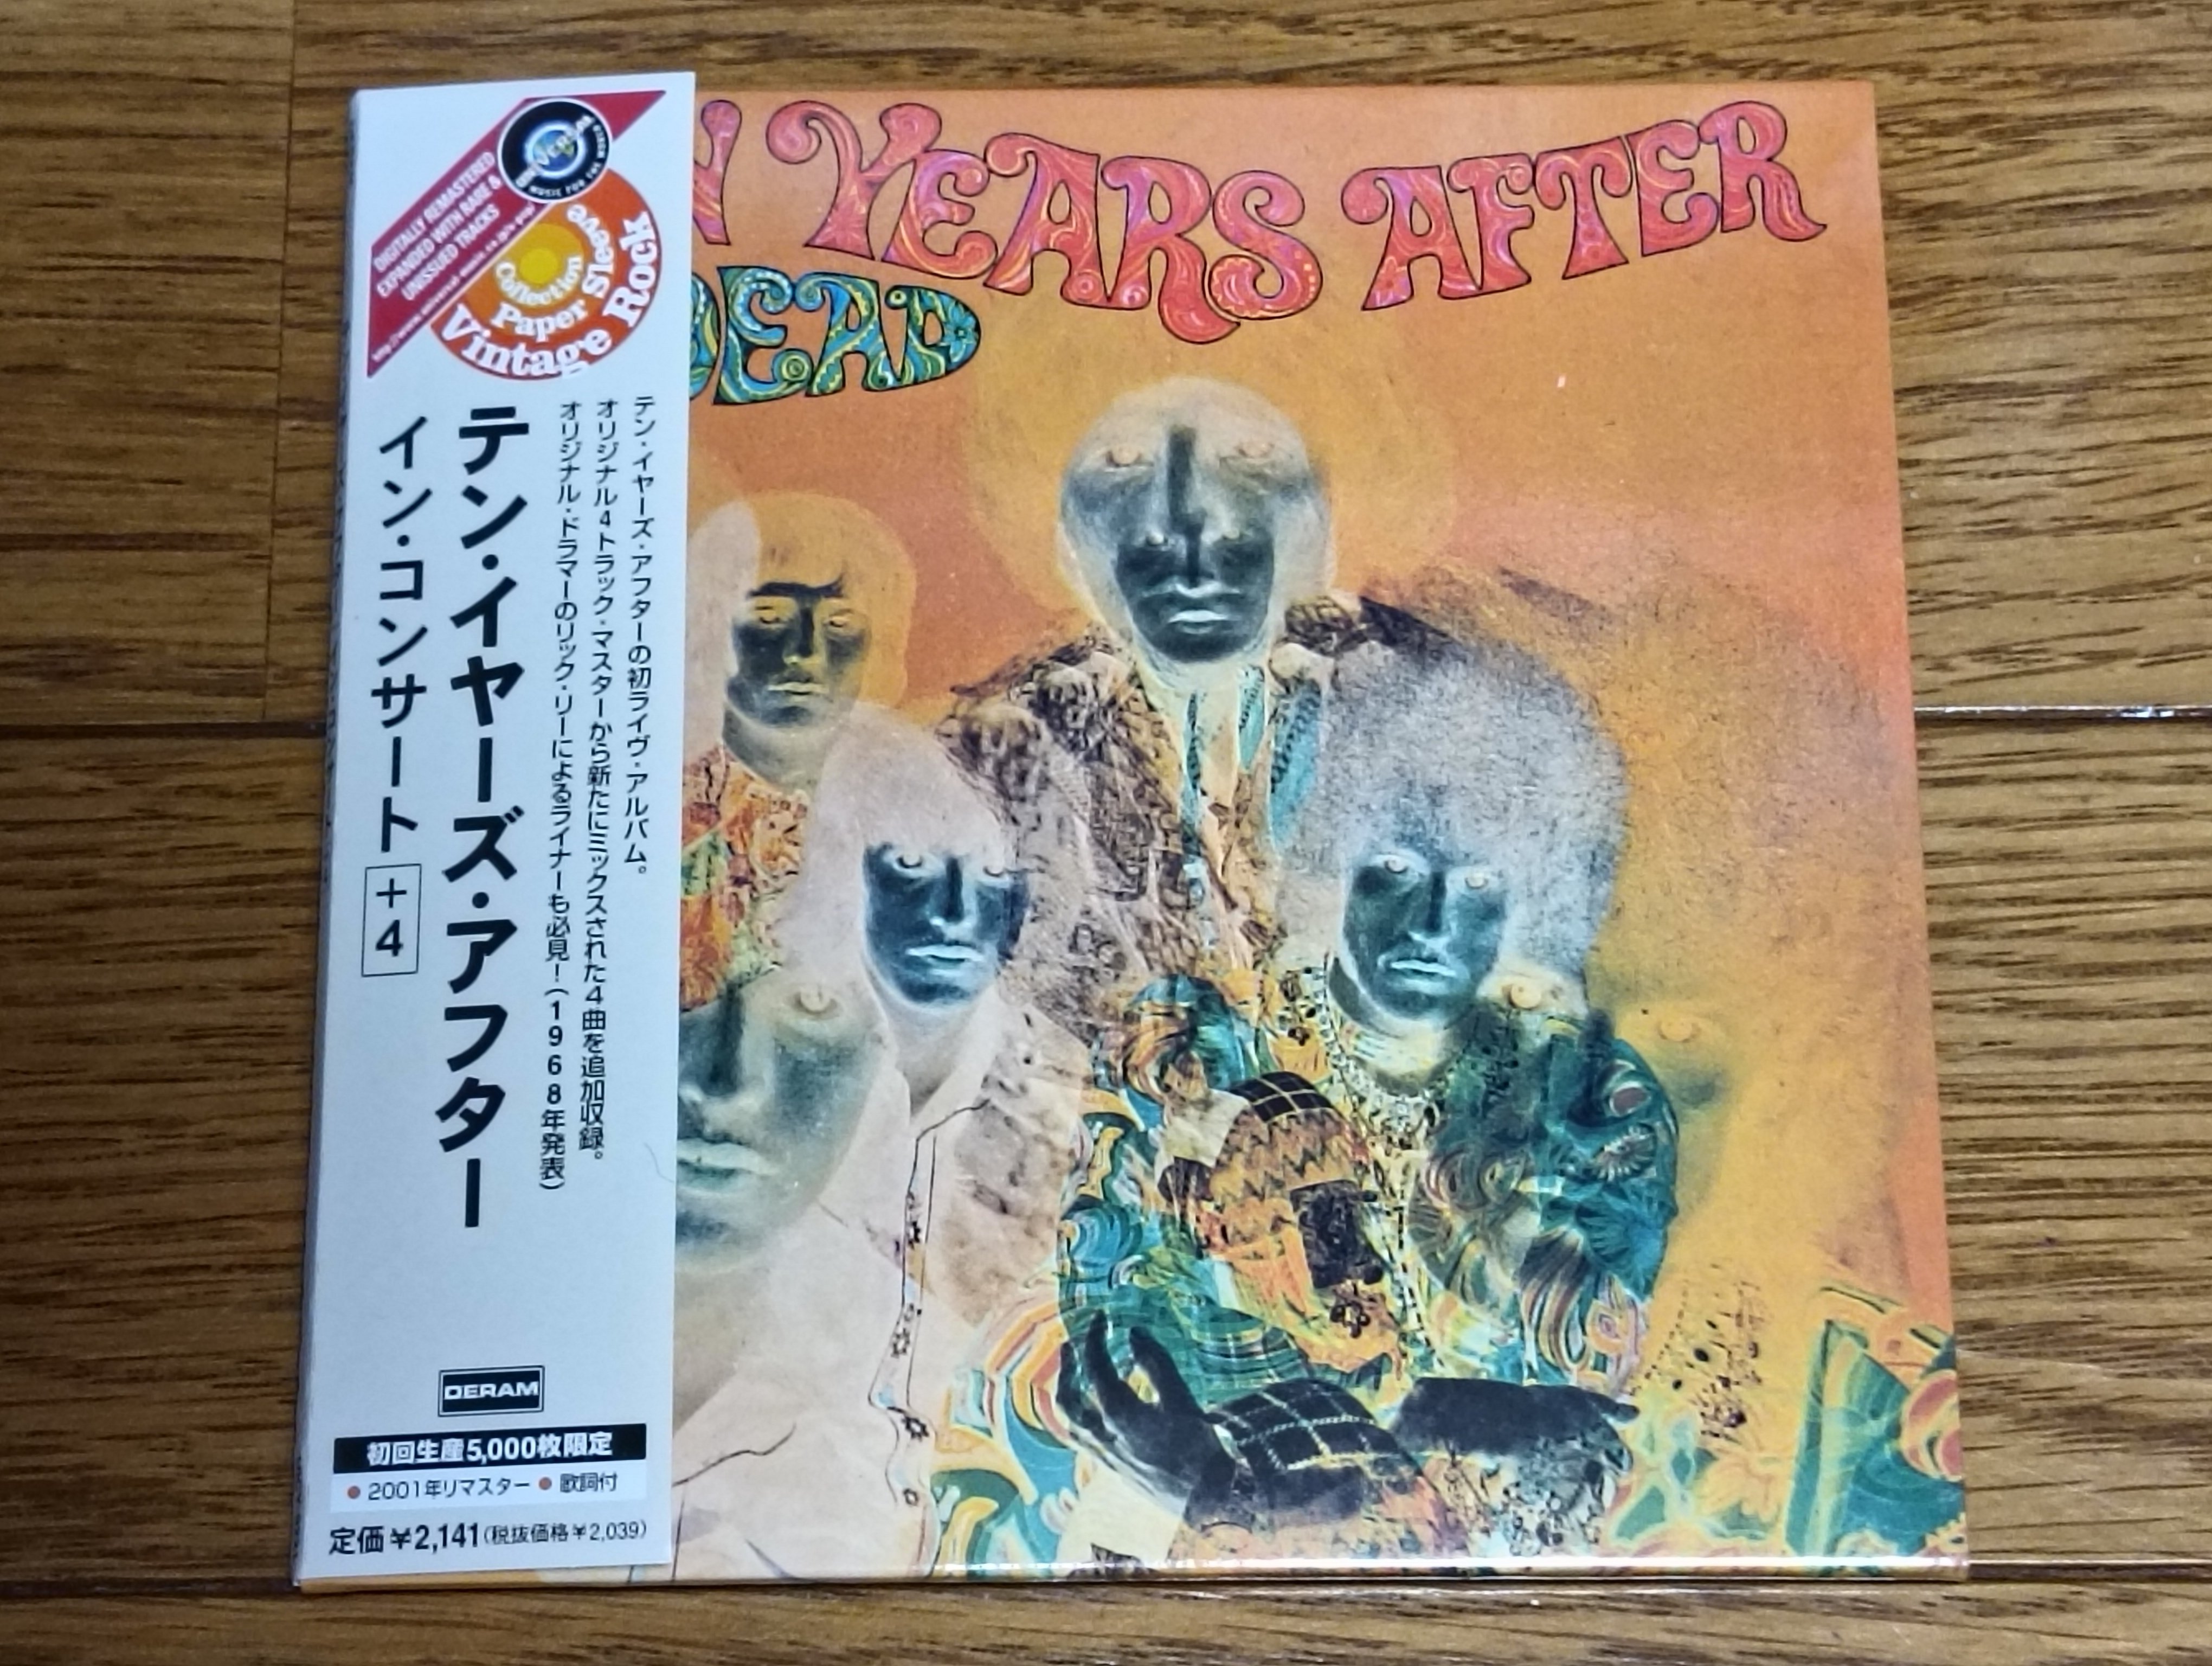 DIGITALLY REMASTERED
EXPANDED WITH RARE &
UNISSUED TRACKS
UNIVERSAL
Collection
Paper Sleeve
Vintage Rock
YEARS AFTER
DEAD
テン・イヤーズ・アフターの初ライヴ・アルバム。
オリジナル4トラック・マスターから新たにミックスされた4曲を追加収録。
オリジナル・ドラマーのリック・リーによるライナーも必見!(1968年発表)
テン・イヤーズ・アフター
イン・コンサート +4
DERAM
初回生産5,000枚限定
● 2001年リマスター ● 歌詞付
定価¥2,141(税抜価格¥2,039)